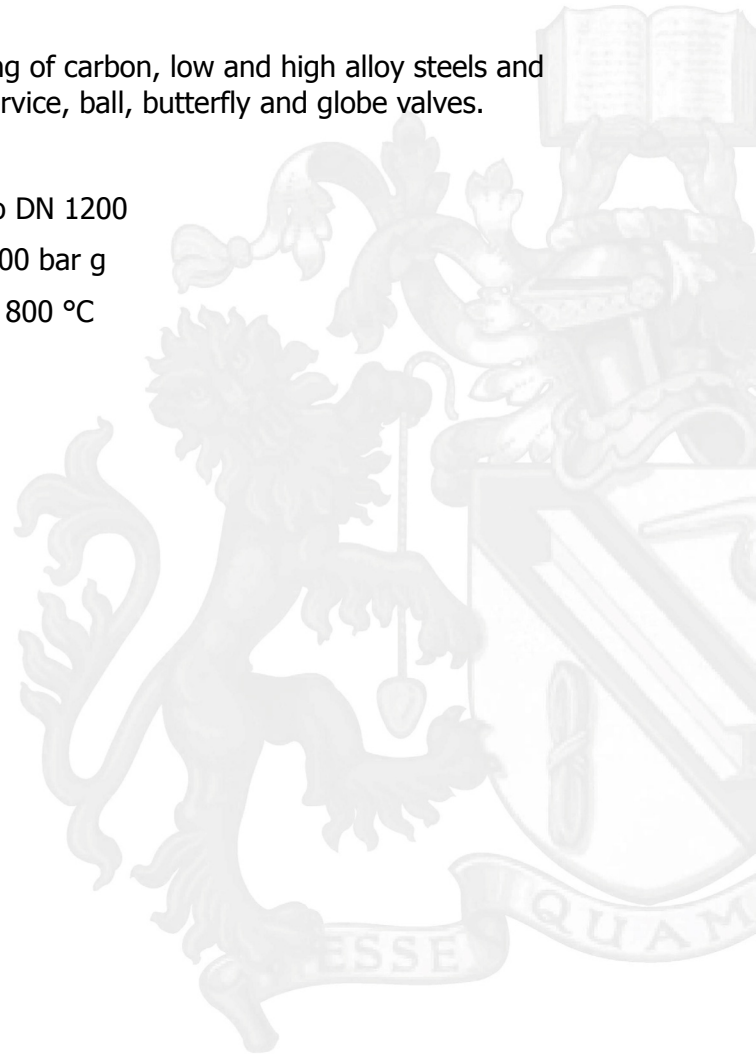 ng of carbon, low and high alloy steels and
ervice, ball, butterfly and globe valves.
o DN 1200
00 bar g
800 °C
ESSE
QUAM